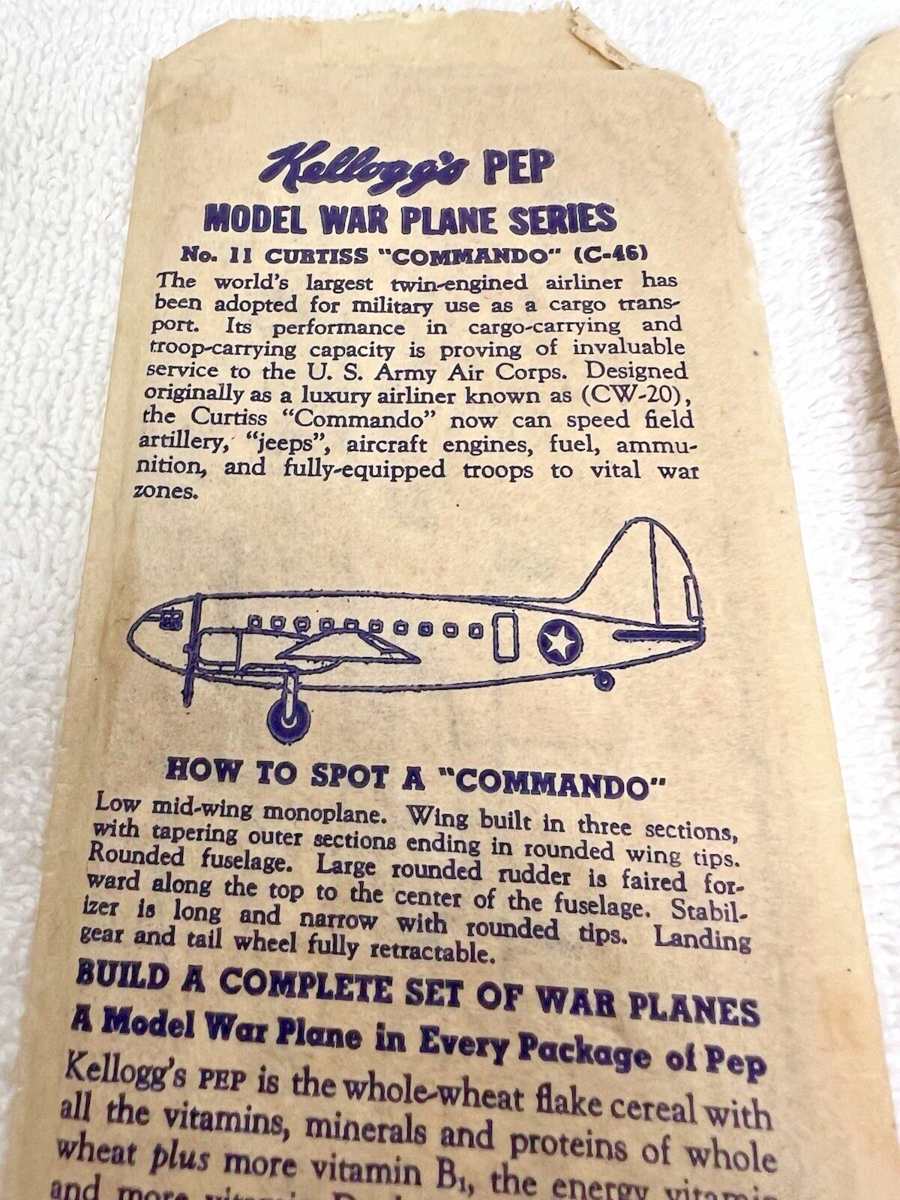 Kellogg's PEP
MODEL WAR PLANE SERIES
No. 11 CURTISS "COMMANDO" (C-46)
The world's largest twin-engined airliner has
been adopted for military use as a cargo trans-
port. Its performance in cargo-carrying and
troop-carrying capacity is proving of invaluable
service to the U. S. Army Air Corps. Designed
originally as a luxury airliner known as (CW-20),
the Curtiss "Commando" now can speed field
artillery, "jeeps", aircraft engines, fuel, ammu-
nition, and fully-equipped troops to vital war
zones.
HOW TO SPOT A "COMMANDO"
Low mid-wing monoplane. Wing built in three sections,
with tapering outer sections ending in rounded wing tips.
Rounded fuselage. Large rounded rudder is faired for-
ward along the top to the center of the fuselage. Stabil-
izer is long and narrow with rounded tips. Landing
gear and tail wheel fully retractable.
BUILD A COMPLETE SET OF WAR PLANES
A Model War Plane in Every Package of Pep
Kellogg's PEP is the whole-wheat flake cereal with
all the vitamins, minerals and proteins of whole
wheat plus more vitamin B₁, the energy vitamin
and more vitamin